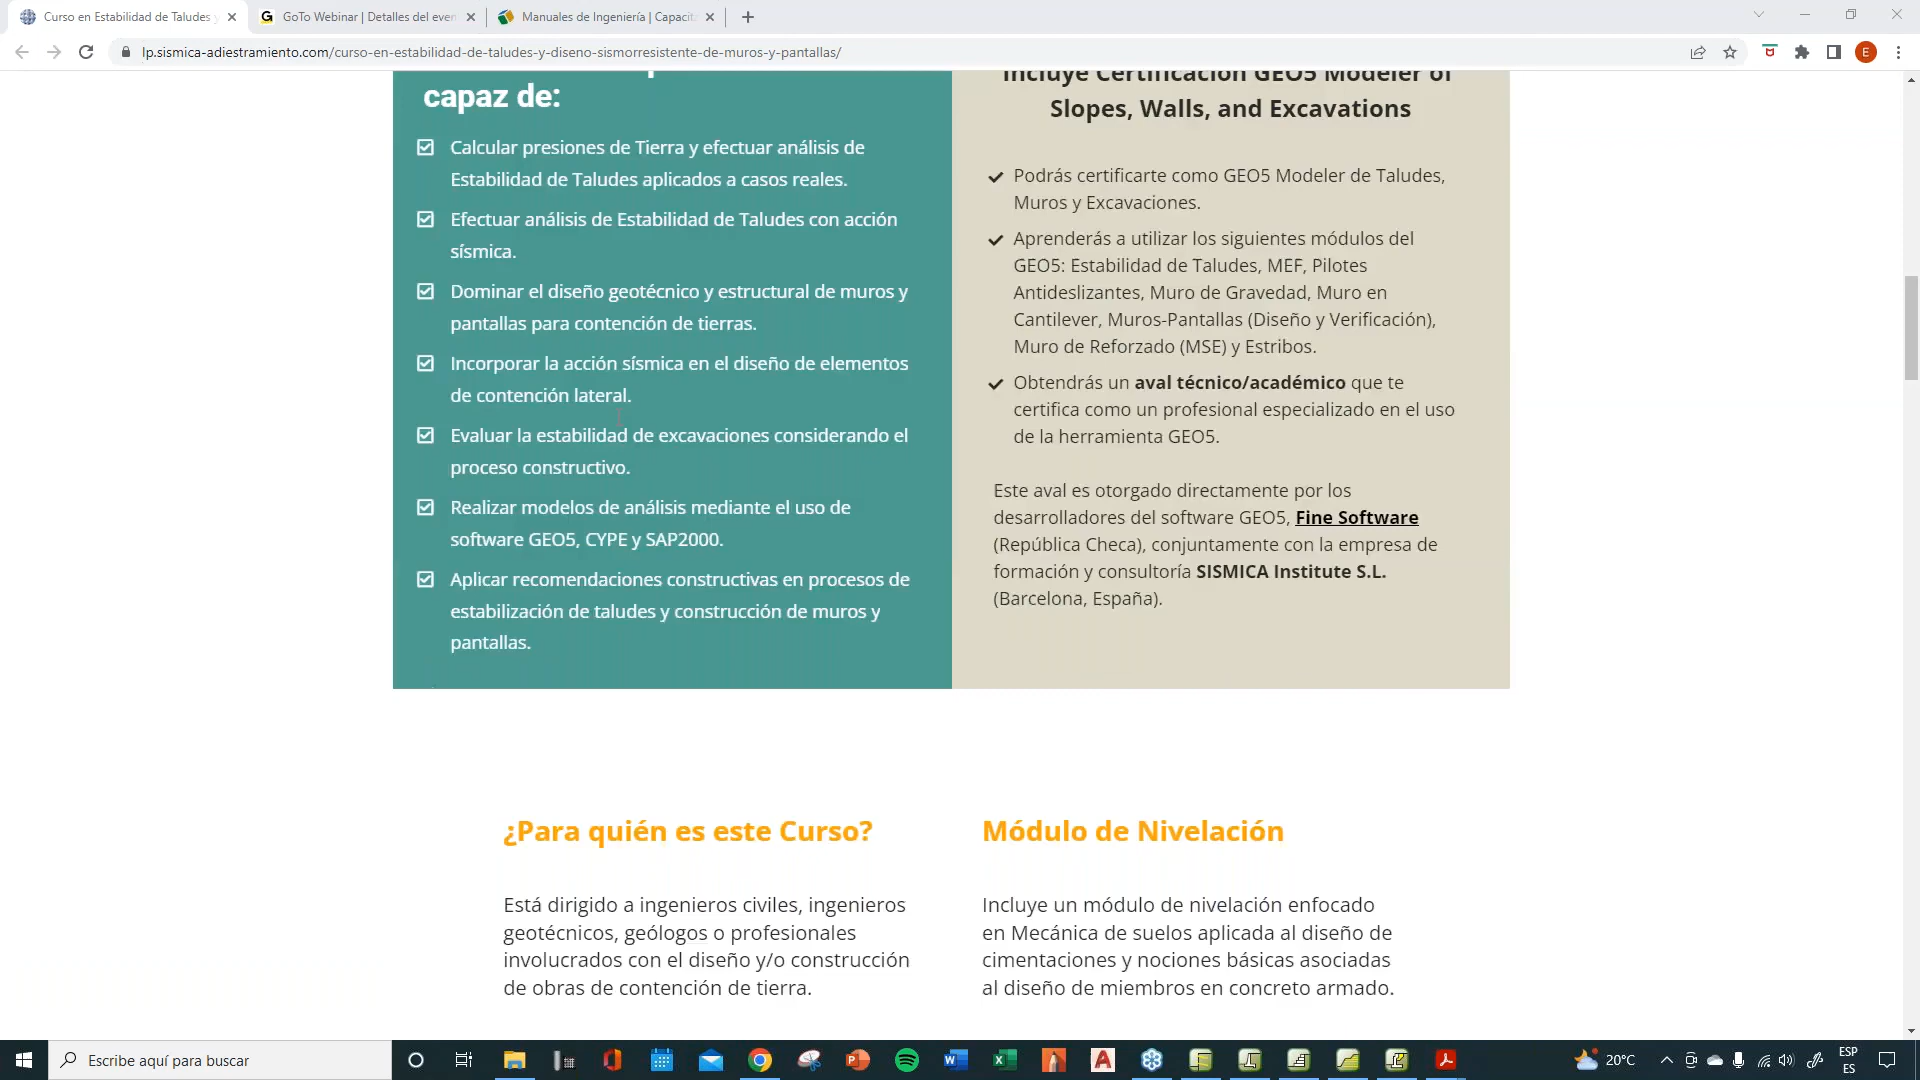 Curso en Estabilidad de Taludes y
GoTo Webinar | Detalles del even
Manuales de Ingeniería | Capacita
lp.sismica-adiestramiento.com/curso-en-estabilidad-de-taludes-y-diseno-sismorresistente-de-muros-y-pantallas/
E
capaz de:
Calcular presiones de Tierra y efectuar análisis de
Estabilidad de Taludes aplicados a casos reales.
Efectuar análisis de Estabilidad de Taludes con acción
sísmica.
Dominar el diseño geotécnico y estructural de muros y
pantallas para contención de tierras.
Incorporar la acción sísmica en el diseño de elementos
de contención lateral.
Evaluar la estabilidad de excavaciones considerando el
proceso constructivo.
Realizar modelos de análisis mediante el uso de
software GEO5, CYPE y SAP2000.
Aplicar recomendaciones constructivas en procesos de
estabilización de taludes y construcción de muros y
pantallas.
Incluye Certificación GEO5 Modeler of
Slopes, Walls, and Excavations
Podrás certificarte como GEO5 Modeler de Taludes,
Muros y Excavaciones.
Aprenderás a utilizar los siguientes módulos del
GEO5: Estabilidad de Taludes, MEF, Pilotes
Antideslizantes, Muro de Gravedad, Muro en
Cantilever, Muros-Pantallas (Diseño y Verificación),
Muro de Reforzado (MSE) y Estribos.
Obtendrás un aval técnico/académico que te
certifica como un profesional especializado en el uso
de la herramienta GEO5.
Este aval es otorgado directamente por los
desarrolladores del software GEO5, Fine Software
(República Checa), conjuntamente con la empresa de
formación y consultoría SISMICA Institute S.L.
(Barcelona, España).
¿Para quién es este Curso?
Está dirigido a ingenieros civiles, ingenieros
geotécnicos, geólogos o profesionales
involucrados con el diseño y/o construcción
de obras de contención de tierra.
Módulo de Nivelación
Incluye un módulo de nivelación enfocado
en Mecánica de suelos aplicada al diseño de
cimentaciones y nociones básicas asociadas
al diseño de miembros en concreto armado.
Escribe aquí para buscar
20°C
ESP
ES